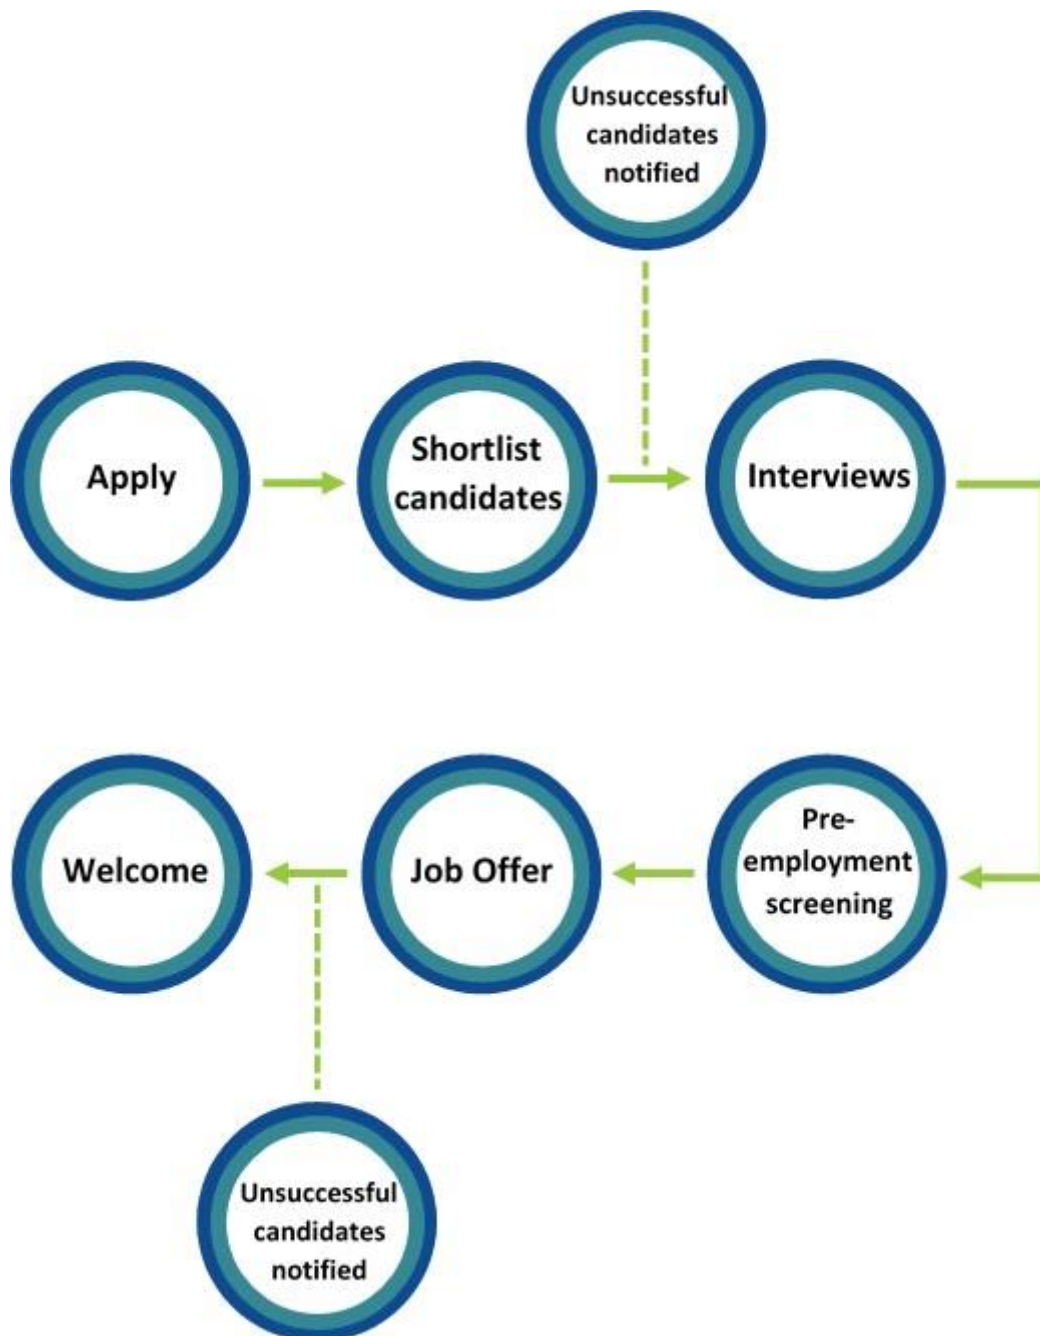 Unsuccessful
candidates
notified
Apply
Shortlist
candidates
Interviews
Pre-
employment
screening
Job Offer
Welcome
Unsuccessful
candidates
notified